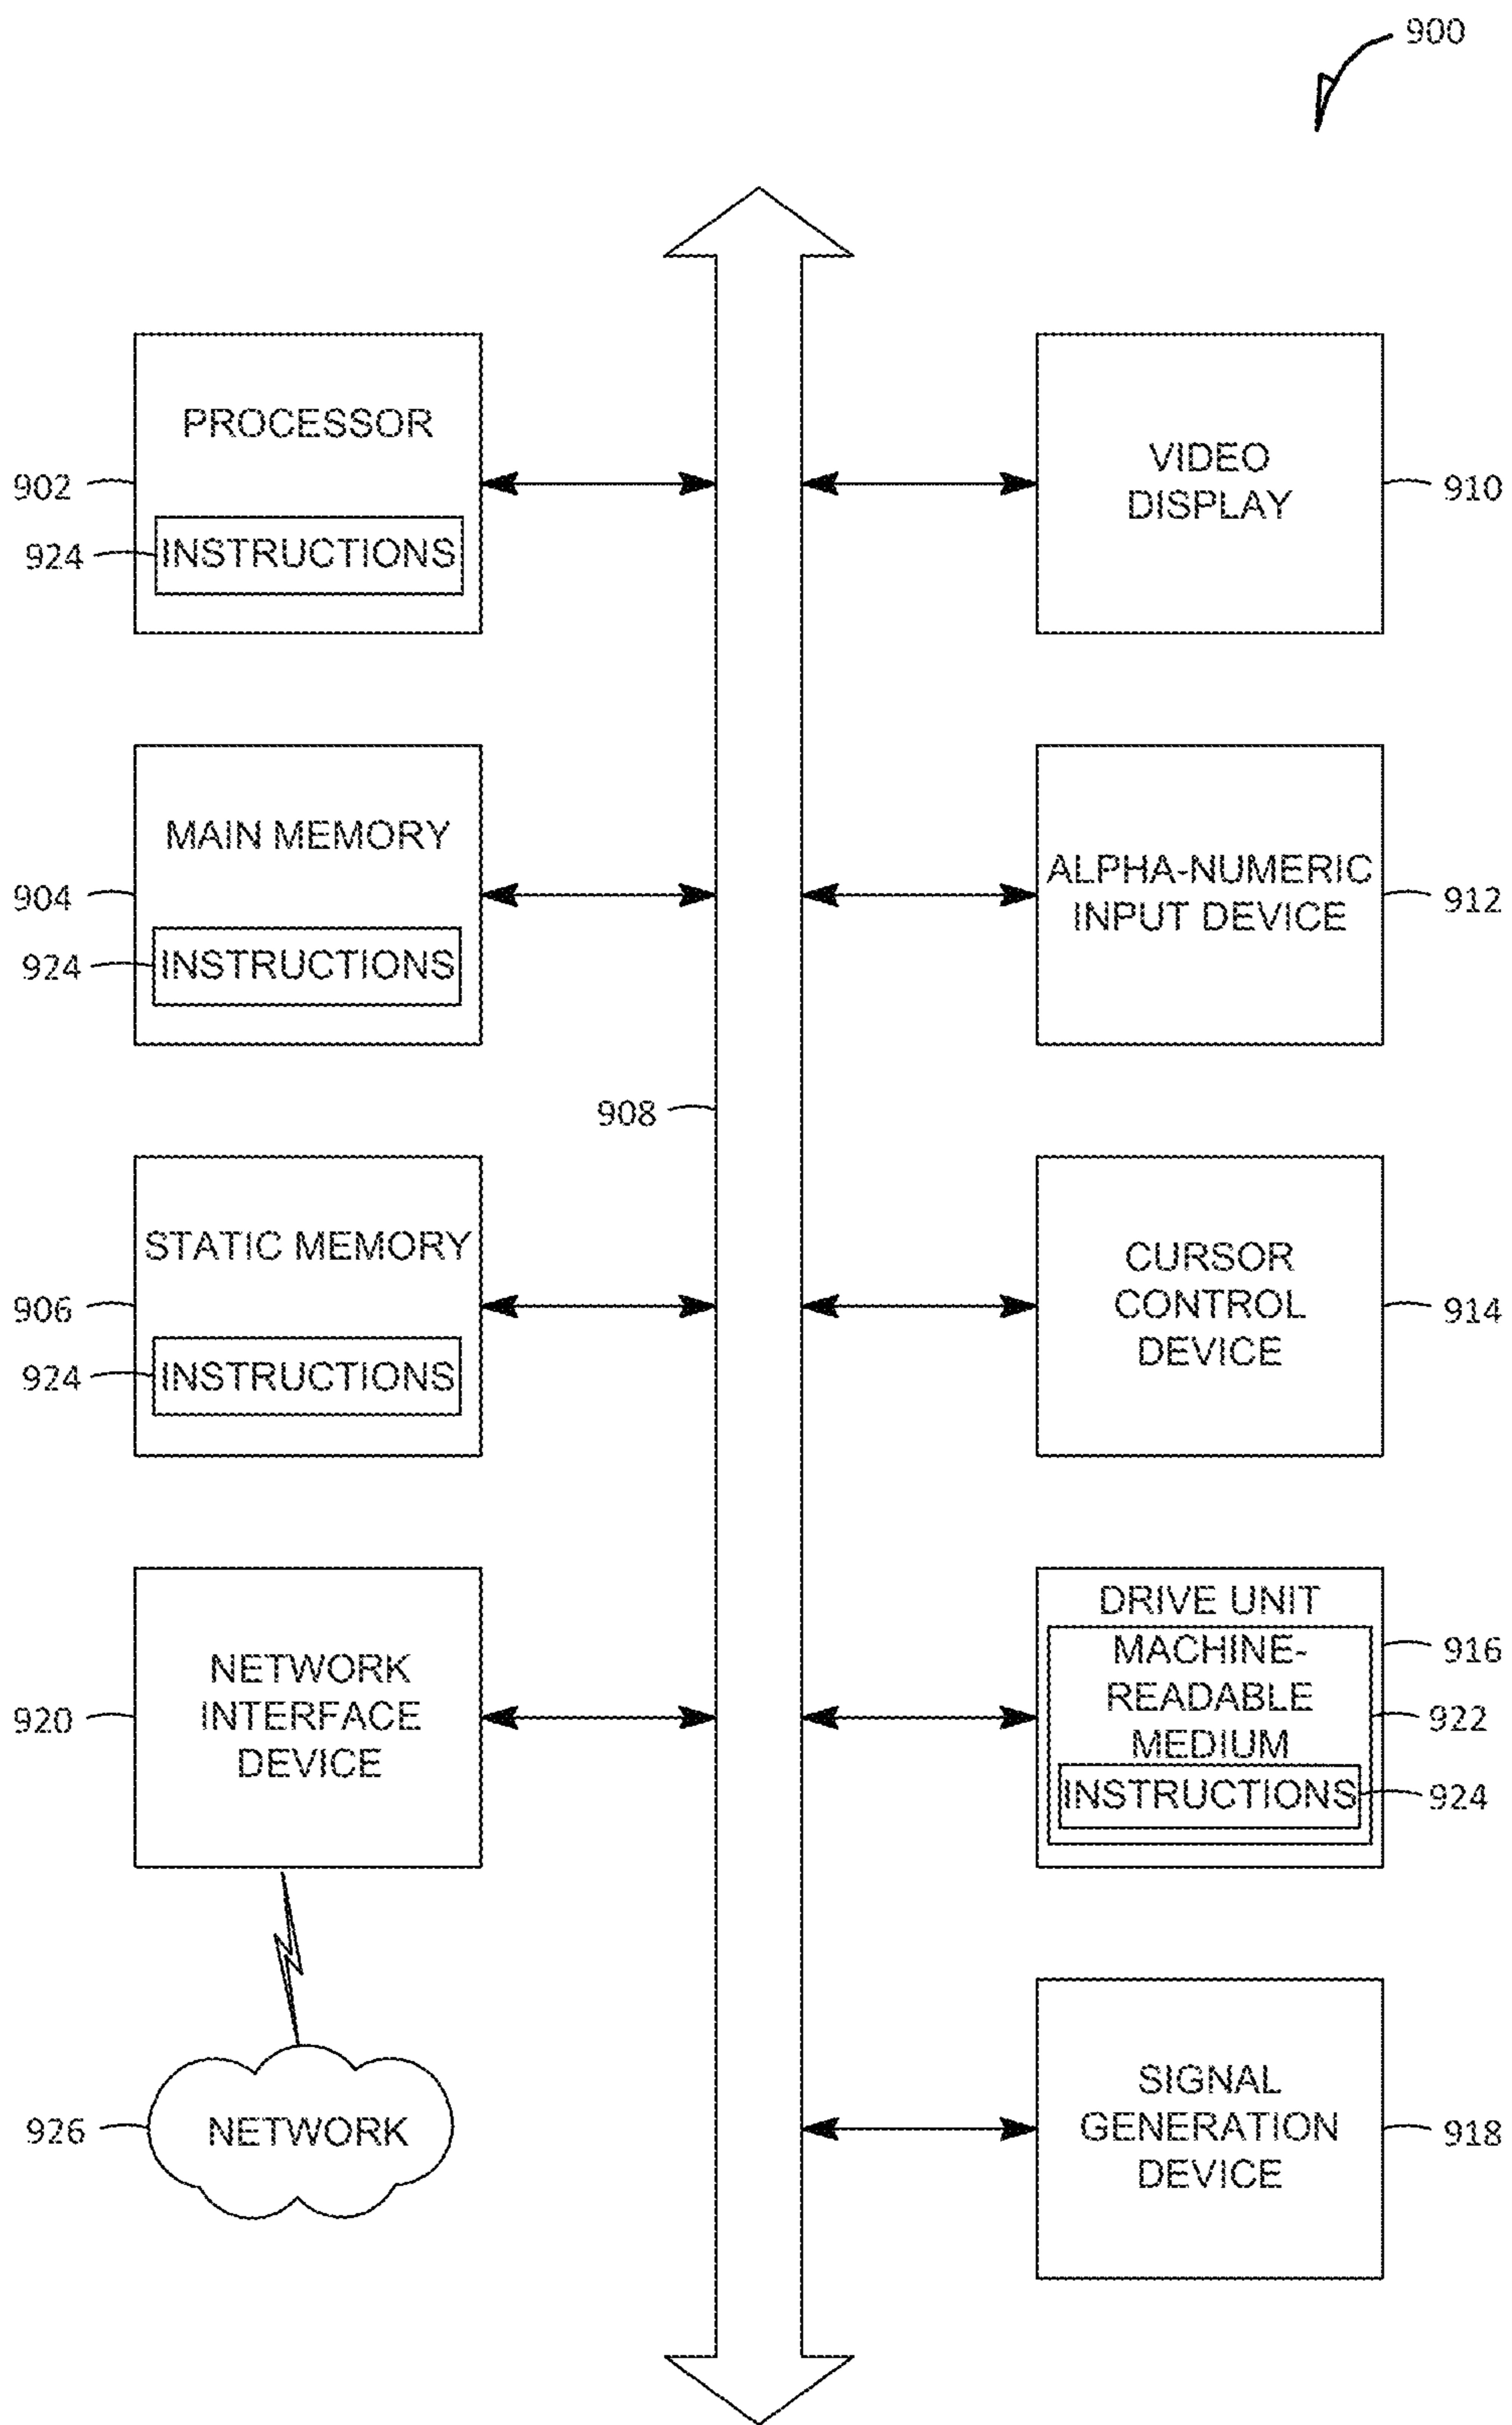 900
PROCESSOR
902
924
INSTRUCTIONS
VIDEO
DISPLAY
910
MAIN MEMORY
904
924
INSTRUCTIONS
ALPHA-NUMERIC
INPUT DEVICE
912
908
STATIC MEMORY
906
924
INSTRUCTIONS
CURSOR
CONTROL
DEVICE
914
NETWORK
INTERFACE
DEVICE
920
DRIVE UNIT
916
MACHINE-
READABLE
MEDIUM
922
INSTRUCTIONS
924
926
NETWORK
SIGNAL
GENERATION
DEVICE
918